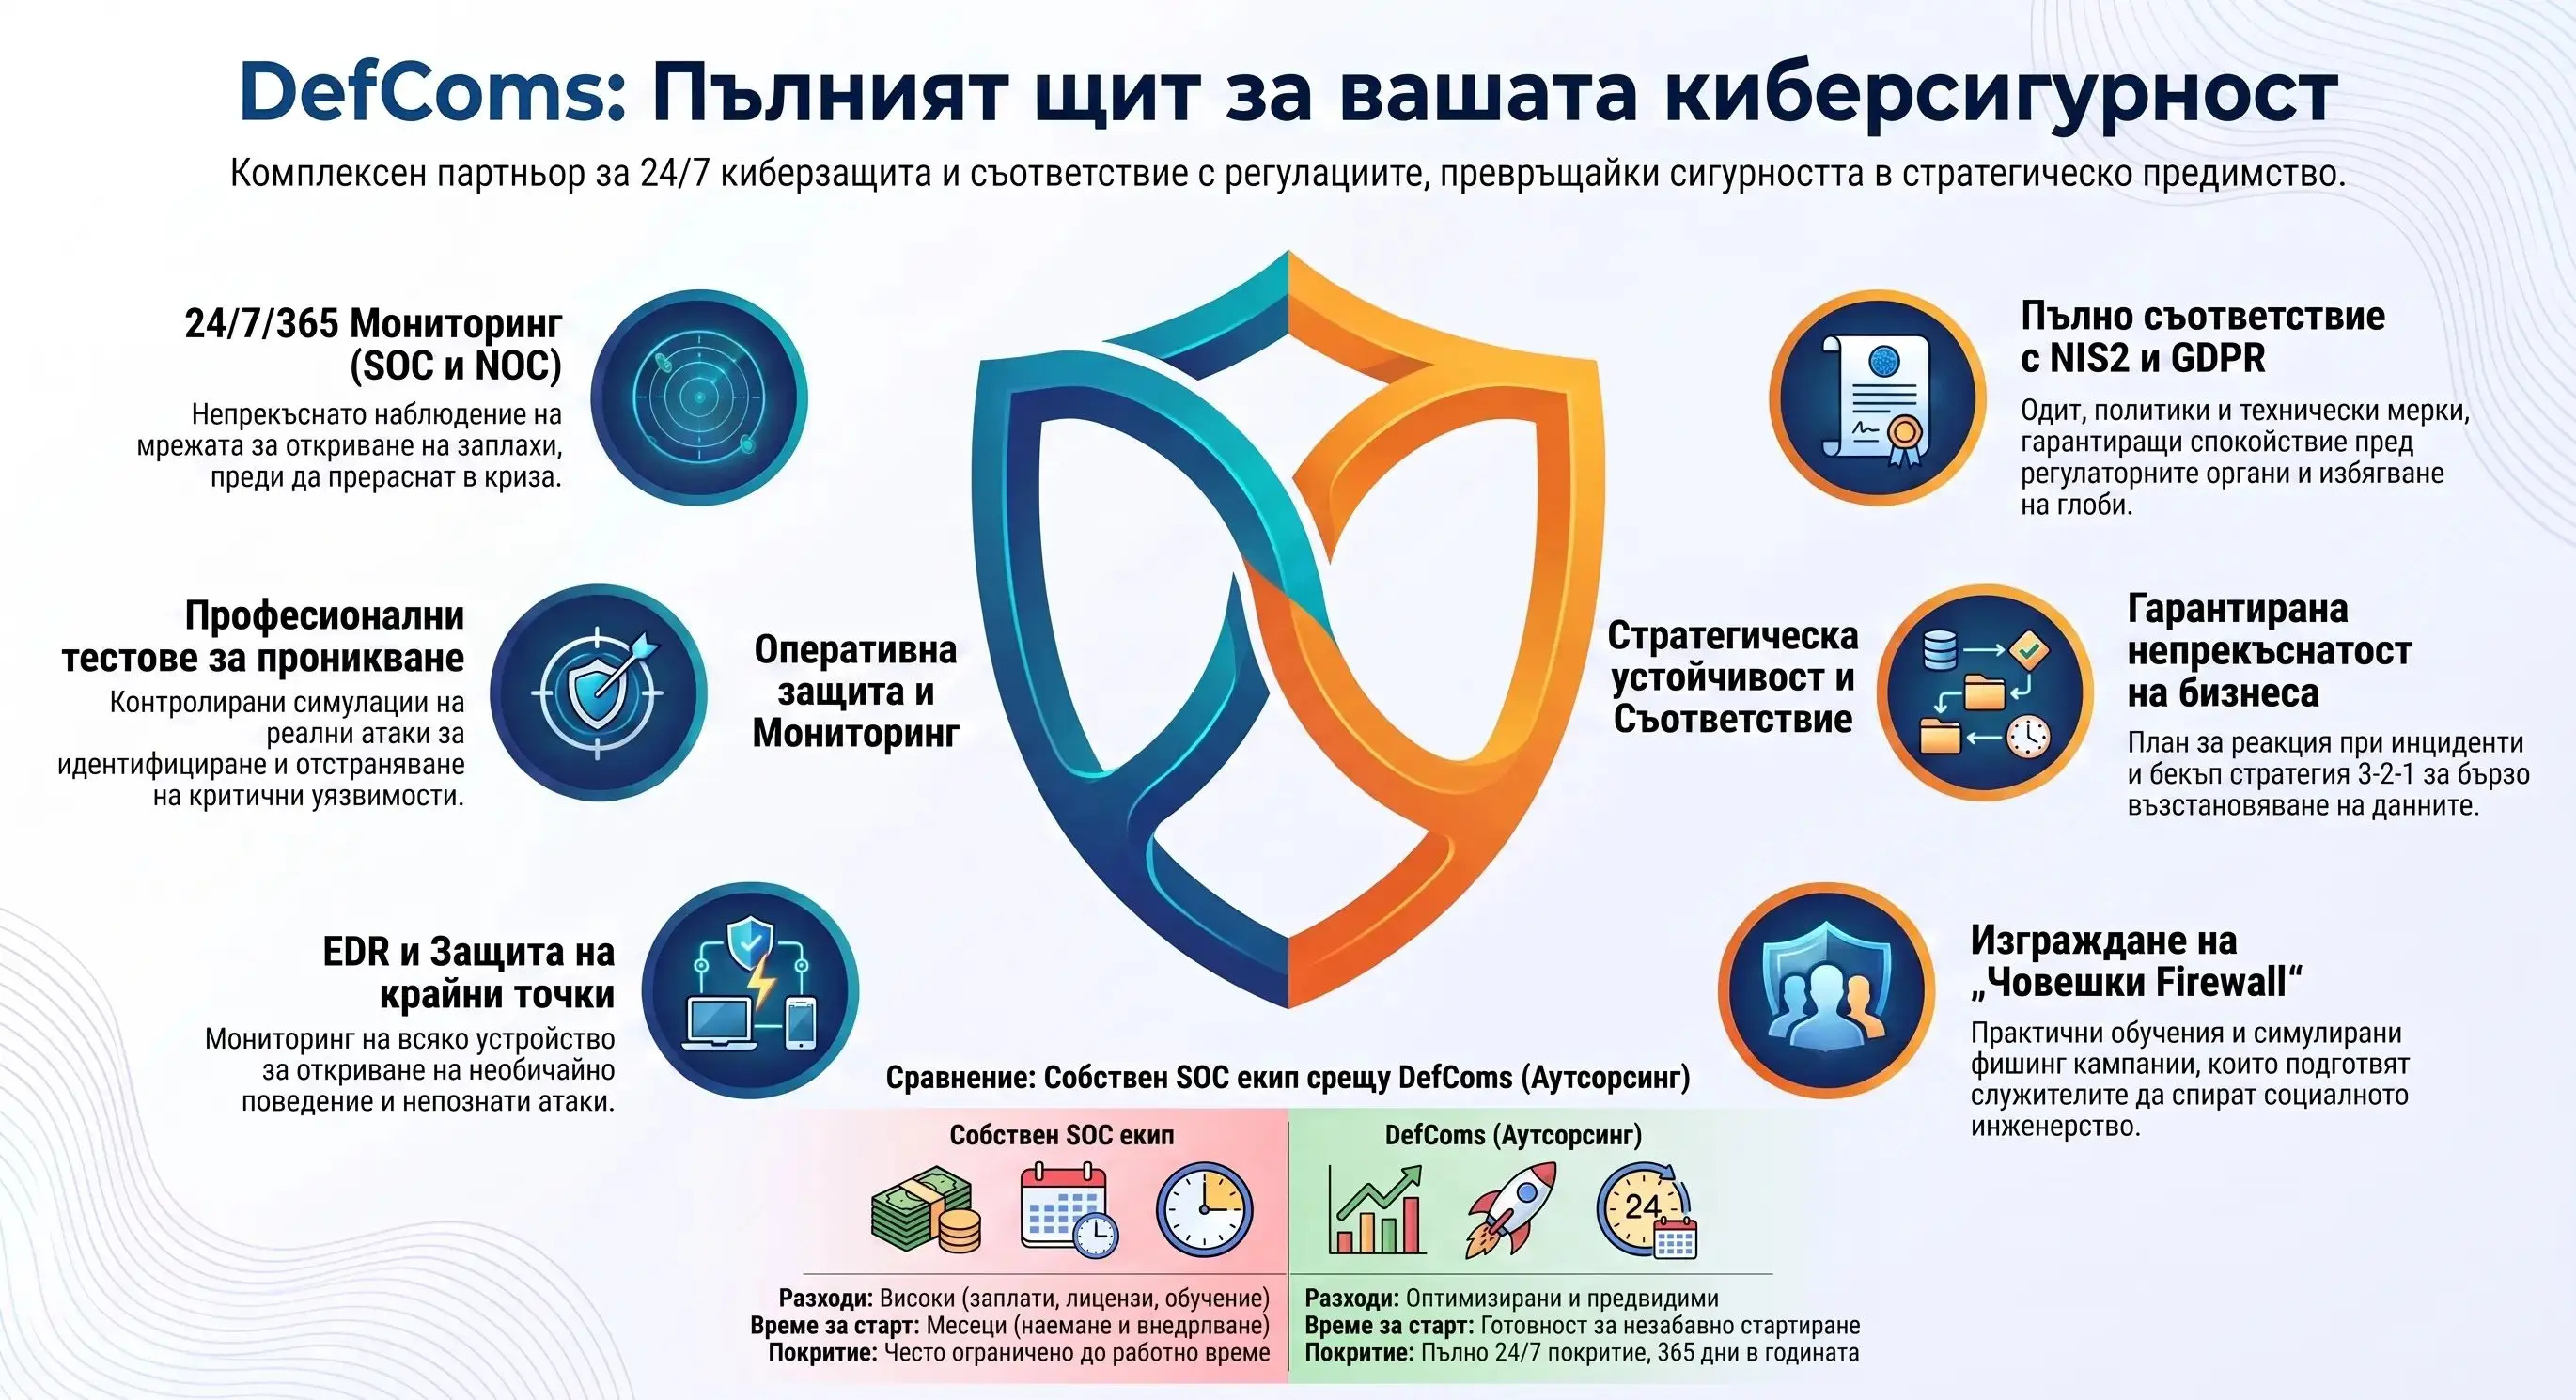 DefComs: Пълният щит за вашата киберсигурност
Комплексен партньор за 24/7 киберзащита и съответствие с регулациите, превръщайки сигурността в стратегическо предимство.
24/7/365 Мониторинг
(SOC и NOC)
Непрекъснато наблюдение на
мрежата за откриване на заплахи,
преди да прераснат в криза.
Професионални
тестове за проникване
Контролирани симулации на
реални атаки за
идентифициране и отстраняване
на критични уязвимости.
EDR и Защита на
крайни точки
Мониторинг на всяко устройство
за откриване на необичайно
поведение и непознати атаки.
Оперативна
защита и
Мониторинг
Стратегическа
устойчивост и
Съответствие
Пълно съответствие
с NIS2 и GDPR
Одит, политики и технически мерки,
гарантиращи спокойствие пред
регулаторните органи и избягване
на глоби.
Гарантирана
непрекъснатост
на бизнеса
План за реакция при инциденти
и бекъп стратегия 3-2-1 за бързо
възстановяване на данните.
Изграждане на
„Човешки Firewall“
Практични обучения и симулирани
фишинг кампании, които подготвят
служителите да спират социалното
инженерство.
Сравнение: Собствен SOC екип срещу DefComs (Аутсорсинг)
Собствен SOC екип
Разходи: Високи (заплати, лицензи, обучение)
Време за старт: Месеци (наемане и внедрпване)
Покритие: Често ограничено до работно време
DefComs (Аутсорсинг)
24
Разходи: Оптимизирани и предвидими
Време за старт: Готовност за незабавно стартиране
Покритие: Пълно 24/7 покритие, 365 дни в годината